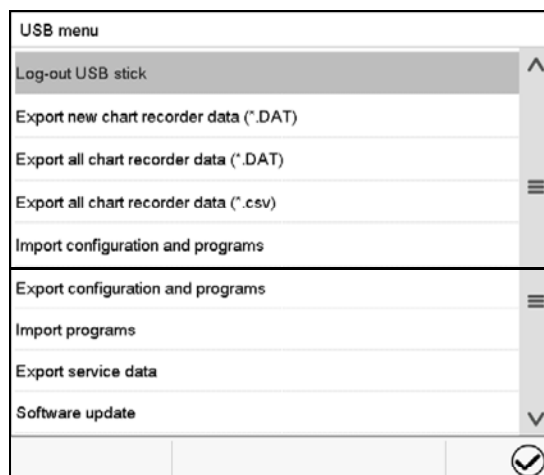 USB menu
Log-out USB stick
Export new chart recorder data (*.DAT)
Export all chart recorder data (*.DAT)
Export all chart recorder data (*.csv)
Import configuration and programs
Export configuration and programs
Import programs
Export service data
Software update